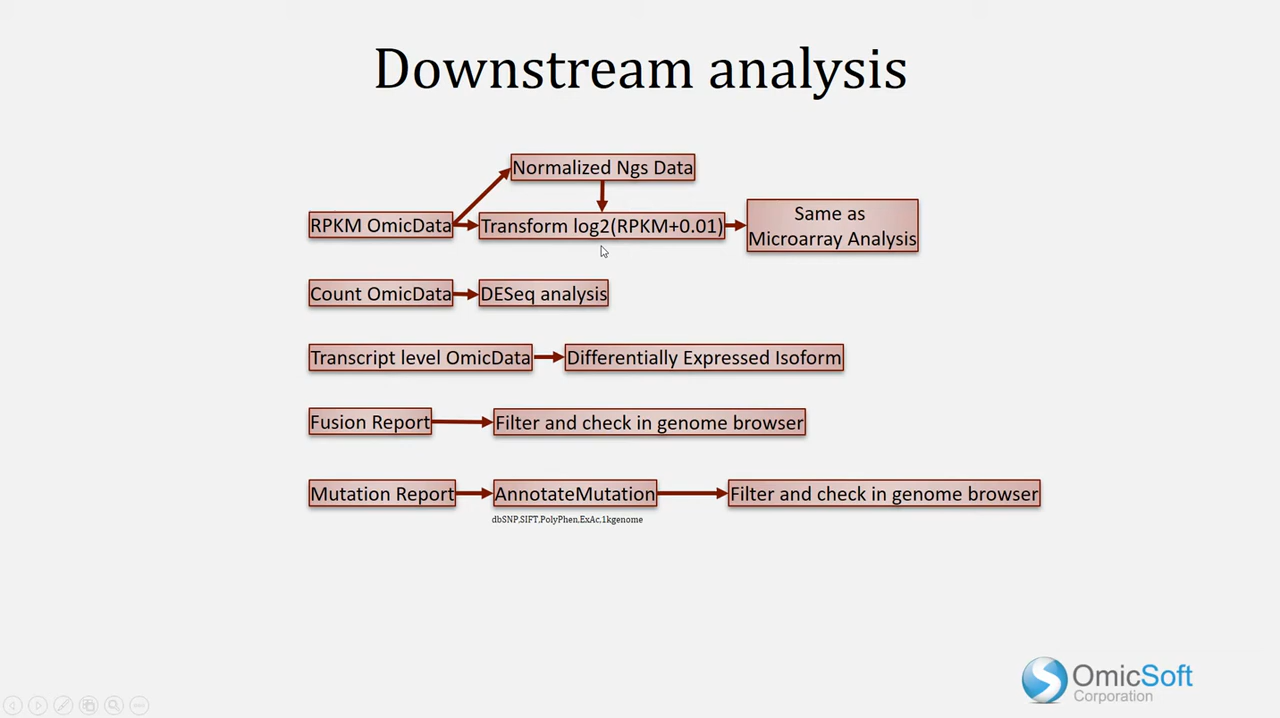 Downstream analysis
Normalized Ngs Data
RPKM OmicData
Transform log2(RPKM+0.01)
Same as
Microarray Analysis
Count OmicData
DESeq analysis
Transcript level OmicData
Differentially Expressed Isoform
Fusion Report
Filter and check in genome browser
Mutation Report
AnnotateMutation
Filter and check in genome browser
dbSNP,SIFT,PolyPhen,ExAc,1kgenome
OmicSoft
Corporation